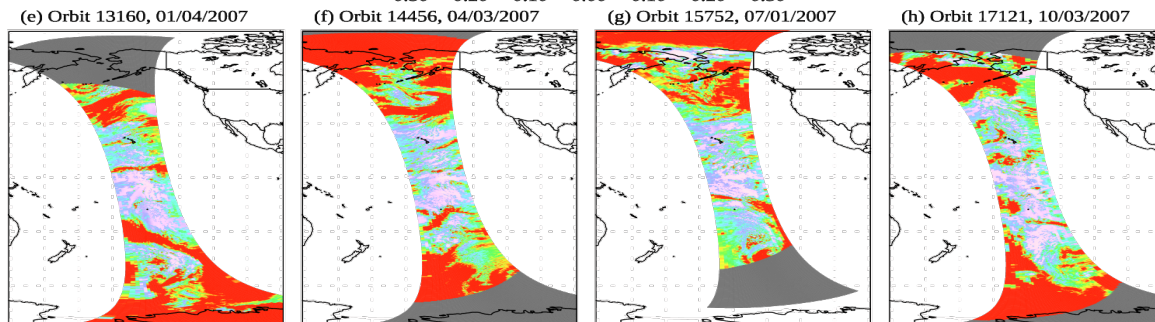 (e) Orbit 13160, 01/04/2007
(f) Orbit 14456, 04/03/2007
(g) Orbit 15752, 07/01/2007
(h) Orbit 17121, 10/03/2007